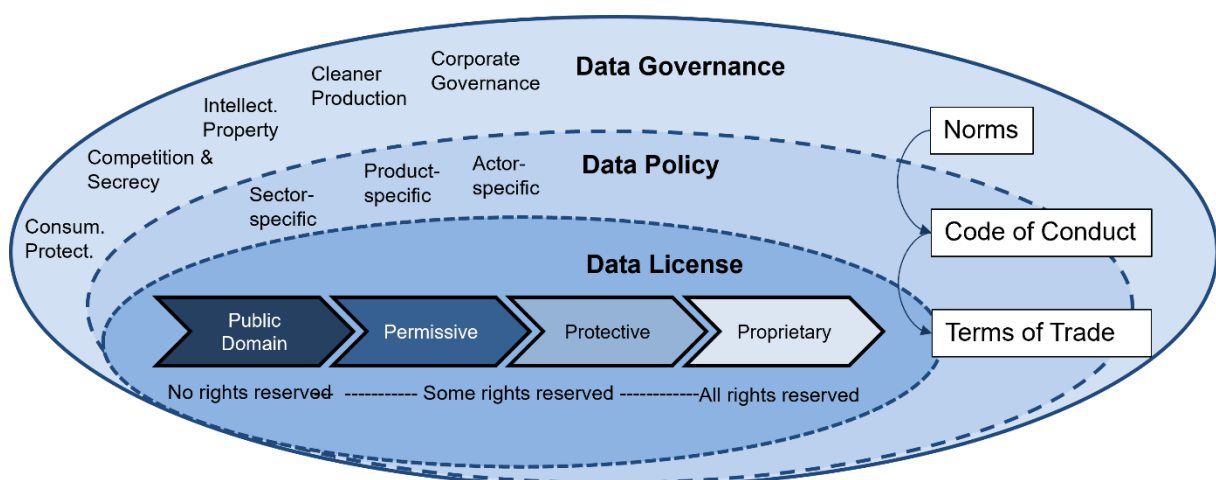 Data Governance
Corporate
Governance
Cleaner
Production
Intellect.
Property
Competition &
Secrecy
Consum.
Protect.
Norms
Data Policy
Actor-
specific
Product-
specific
Sector-
specific
Code of Conduct
Data License
Public
Domain
Permissive
Protective
Proprietary
Terms of Trade
No rights reserved ----------- Some rights reserved ----------- All rights reserved